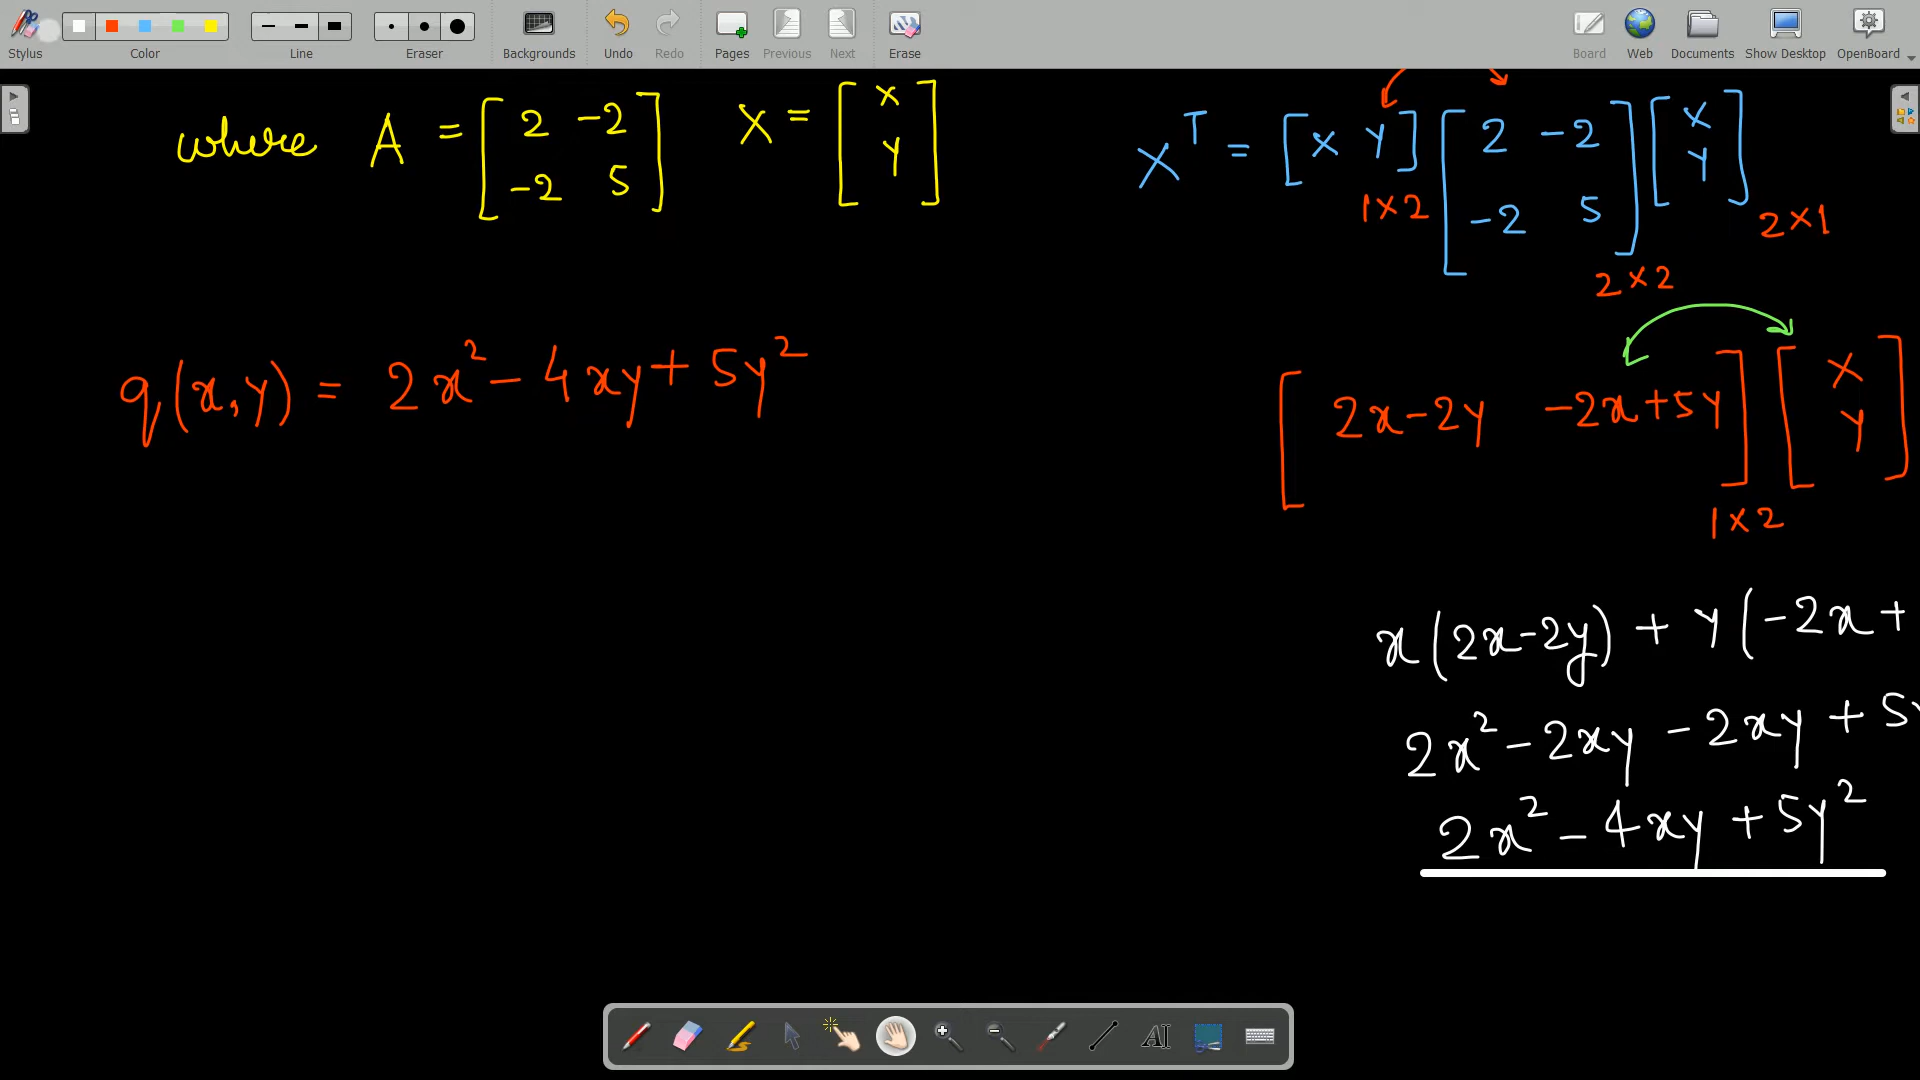 Stylus Color Line Eraser Backgrounds Undo Redo Pages Previous Next Erase Board Web Documents Show Desktop OpenBoard
where A = [2 -2
-2 5] X = [x
y]
X^T = [x y] [2 -2
-2 5] [x
y]
1×2
2×1
2×2
q(x,y) = 2x² - 4xy + 5y²
[2x-2y -2x+5y] [x
y]
1×2
x(2x-2y) + y(-2x+
2x² - 2xy - 2xy + 5y
2x² - 4xy + 5y²
AI